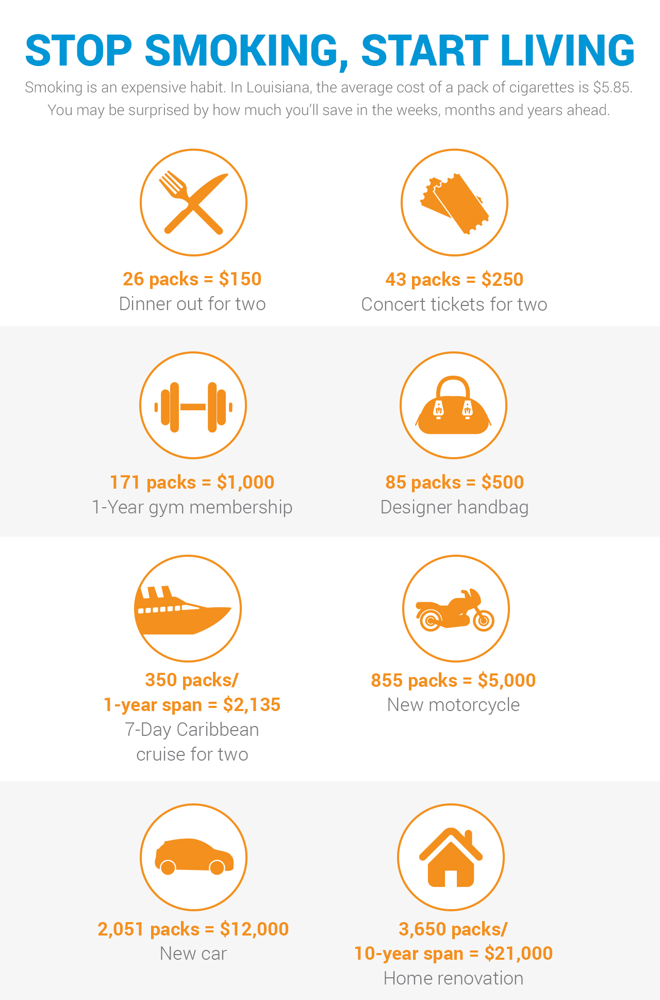 STOP SMOKING, START LIVING
Smoking is an expensive habit. In Louisiana, the average cost of a pack of cigarettes is $5.85.
You may be surprised by how much you'll save in the weeks, months and years ahead.
26 packs = $150
Dinner out for two
43 packs = $250
Concert tickets for two
171 packs = $1,000
1-Year gym membership
85 packs = $500
Designer handbag
350 packs/
1-year span = $2,135
7-Day Caribbean
cruise for two
855 packs = $5,000
New motorcycle
2,051 packs = $12,000
New car
3,650 packs/
10-year span = $21,000
Home renovation